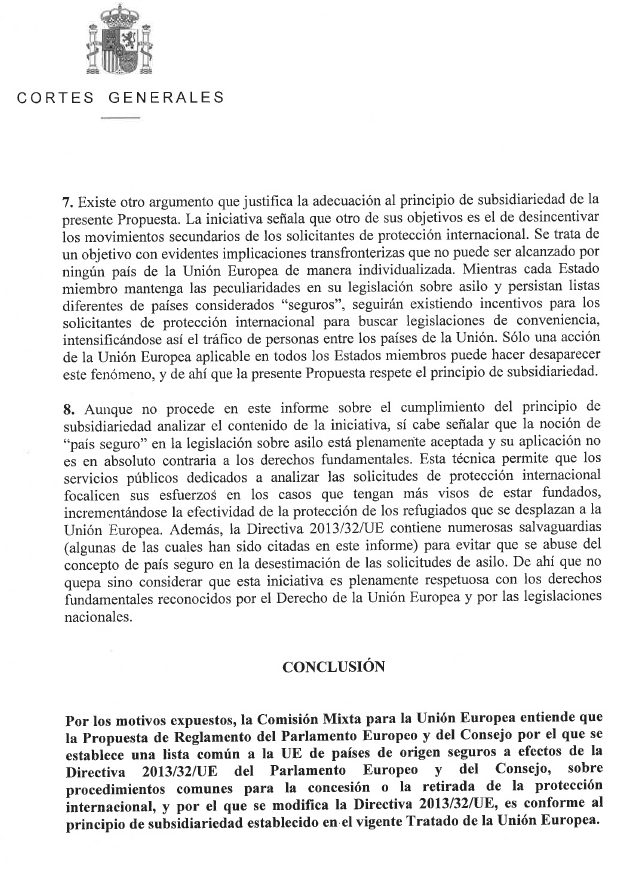 CORTES GENERALES
7. Existe otro argumento que justifica la adecuación al principio de subsidiariedad de la
presente Propuesta. La iniciativa señala que otro de sus objetivos es el de desincentivar
los movimientos secundarios de los solicitantes de protección internacional. Se trata de
un objetivo con evidentes implicaciones transfronterizas que no puede ser alcanzado por
ningún país de la Unión Europea de manera individualizada. Mientras cada Estado
miembro mantenga las peculiaridades en su legislación sobre asilo y persistan listas
diferentes de países considerados “seguros”, seguirán existiendo incentivos para los
solicitantes de protección internacional para buscar legislaciones de conveniencia,
intensificándose así el tráfico de personas entre los países de la Unión. Sólo una acción
de la Unión Europea aplicable en todos los Estados miembros puede hacer desaparecer
este fenómeno, y de ahí que la presente Propuesta respete el principio de subsidiariedad.
8. Aunque no procede en este informe sobre el cumplimiento del principio de
subsidiariedad analizar el contenido de la iniciativa, sí cabe señalar que la noción de
“país seguro” en la legislación sobre asilo está plenamente aceptada y su aplicación no
es en absoluto contraria a los derechos fundamentales. Esta técnica permite que los
servicios públicos dedicados a analizar las solicitudes de protección internacional
focalicen sus esfuerzos en los casos que tengan más visos de estar fundados,
incrementándose la efectividad de la protección de los refugiados que se desplazan a la
Unión Europea. Además, la Directiva 2013/32/UE contiene numerosas salvaguardias
(algunas de las cuales han sido citadas en este informe) para evitar que se abuse del
concepto de país seguro en la desestimación de las solicitudes de asilo. De ahí que no
quepa sino considerar que esta iniciativa es plenamente respetuosa con los derechos
fundamentales reconocidos por el Derecho de la Unión Europea y por las legislaciones
nacionales.
CONCLUSIÓN
Por los motivos expuestos, la Comisión Mixta para la Unión Europea entiende que
la Propuesta de Reglamento del Parlamento Europeo y del Consejo por el que se
establece una lista común a la UE de países de origen seguros a efectos de la
Directiva 2013/32/UE del Parlamento Europeo y del Consejo, sobre
procedimientos comunes para la concesión o la retirada de la protección
internacional, y por el que se modifica la Directiva 2013/32/UE, es conforme al
principio de subsidiariedad establecido en el vigente Tratado de la Unión Europea.